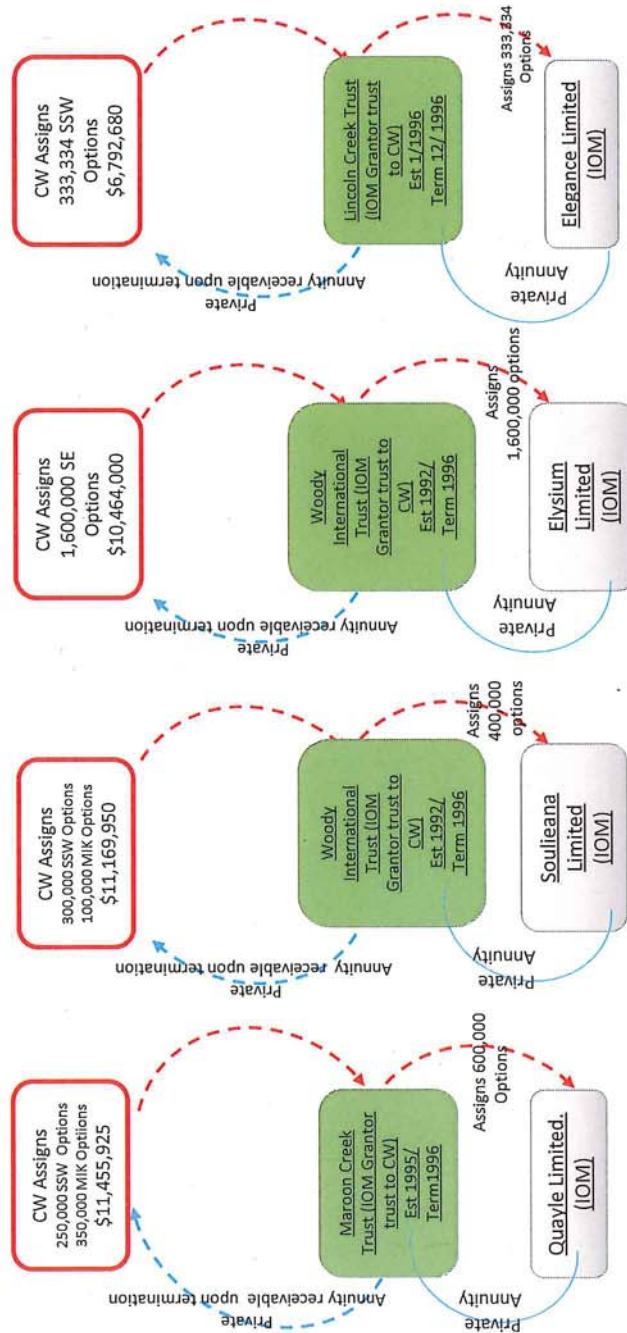 CW Assigns
250,000 SSW Options
350,000 MIK Optiions
$11,455,925
Private
Annuity receivable upon termination
Maroon Creek
Trust (IOM Grantor
trust to CW)
Est 1995/
Term1996
Assigns 600,000
Options
Private
Annuity
Quayle Limited.
(IOM)
CW Assigns
300,000 SSW Options
100,000 MIK Options
$11,169,950
Private
Annuity receivable upon termination
Woody
International
Trust (IOM
Grantor trust to
CW)
Est 1992/
Term 1996
Assigns
400,000
options
Private
Annuity
Soulieana
Limited
(IOM)
CW Assigns
1,600,000 SE
Options
$10,464,000
Private
Annuity receivable upon termination
Woody
International
Trust (IOM
Grantor trust to
CW)
Est 1992/
Term 1996
Assigns
1,600,000 options
Private
Annuity
Elysium
Limited
(IOM)
CW Assigns
333,334 SSW
Options
$6,792,680
Private
Annuity receivable upon termination
Lincoln Creek Trust
(IOM Grantor trust
to CW)
Est 1/1996
Term 12/ 1996
Assigns 333,334
Options
Private
Annuity
Elegance Limited
(IOM)